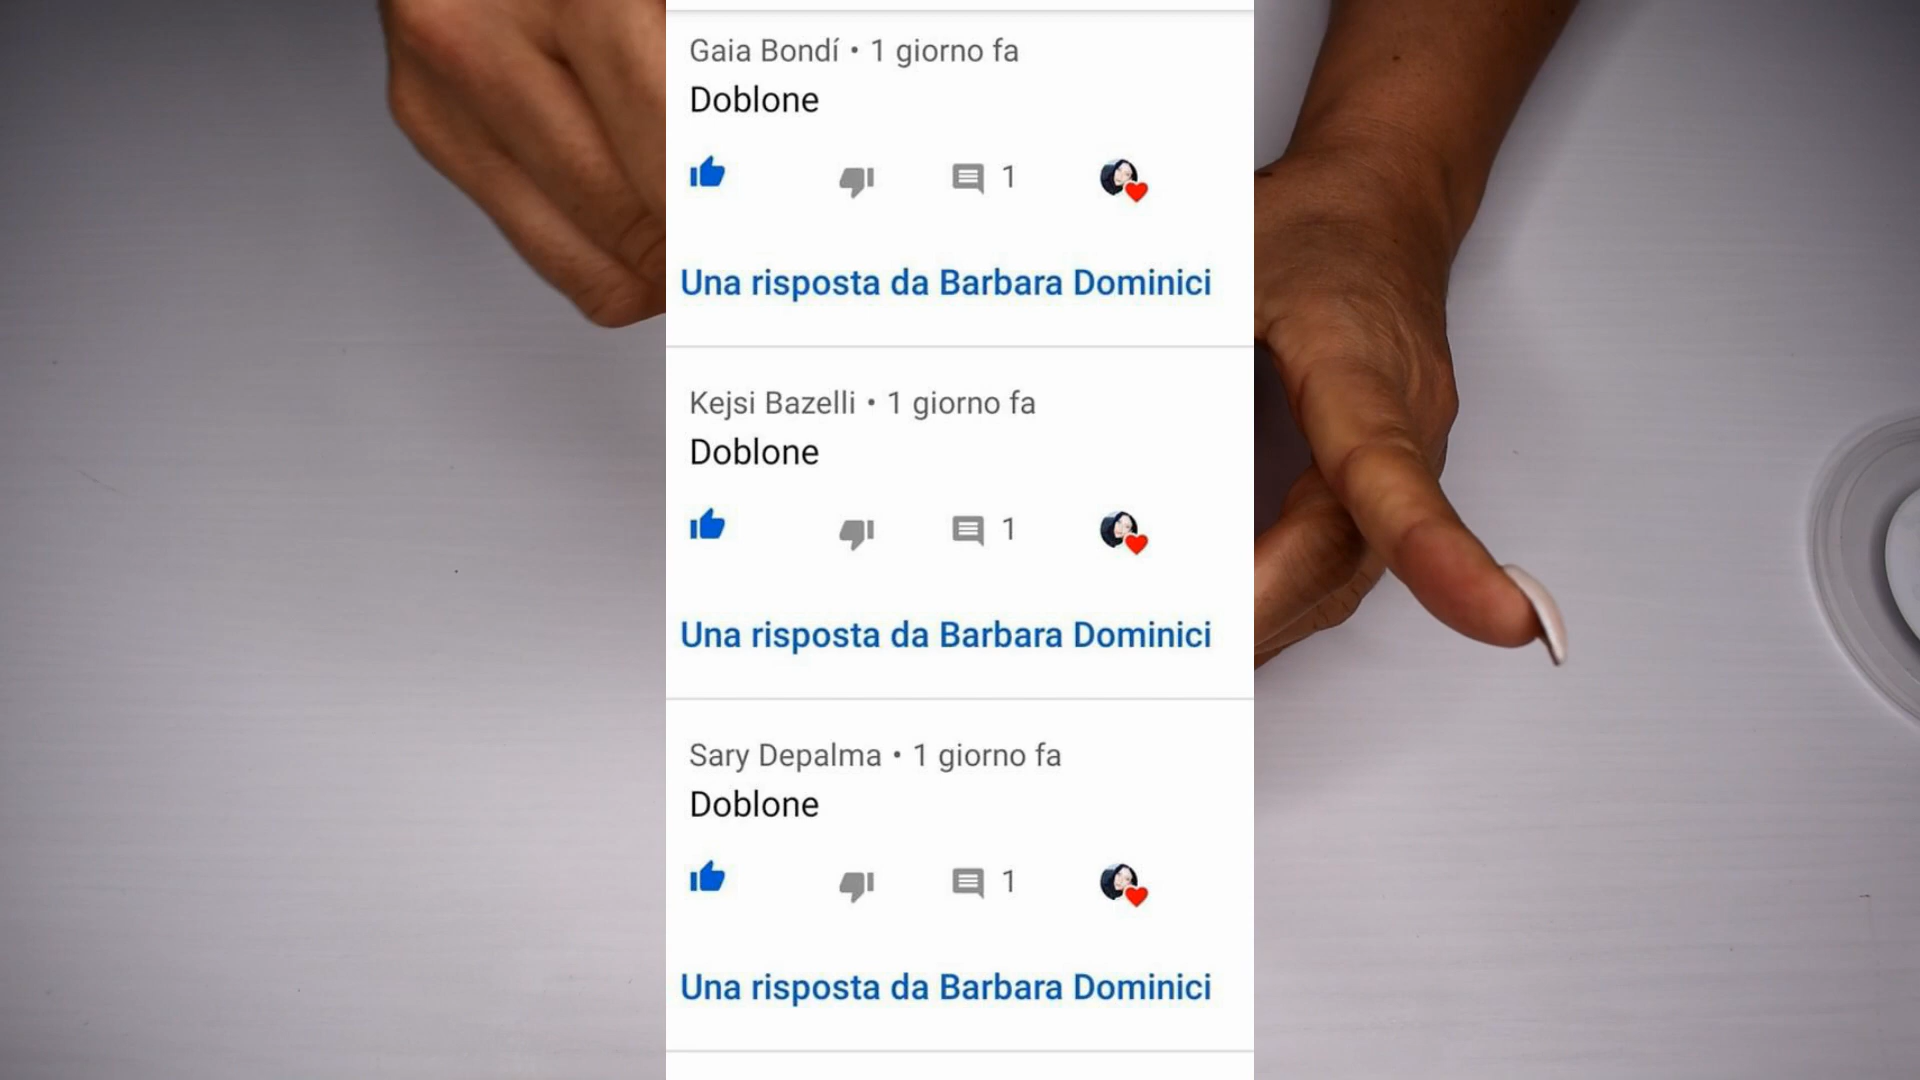 Gaia Bondí • 1 giorno fa
Doblone
1
Una risposta da Barbara Dominici
Kejsi Bazelli • 1 giorno fa
Doblone
1
Una risposta da Barbara Dominici
Sary Depalma • 1 giorno fa
Doblone
1
Una risposta da Barbara Dominici